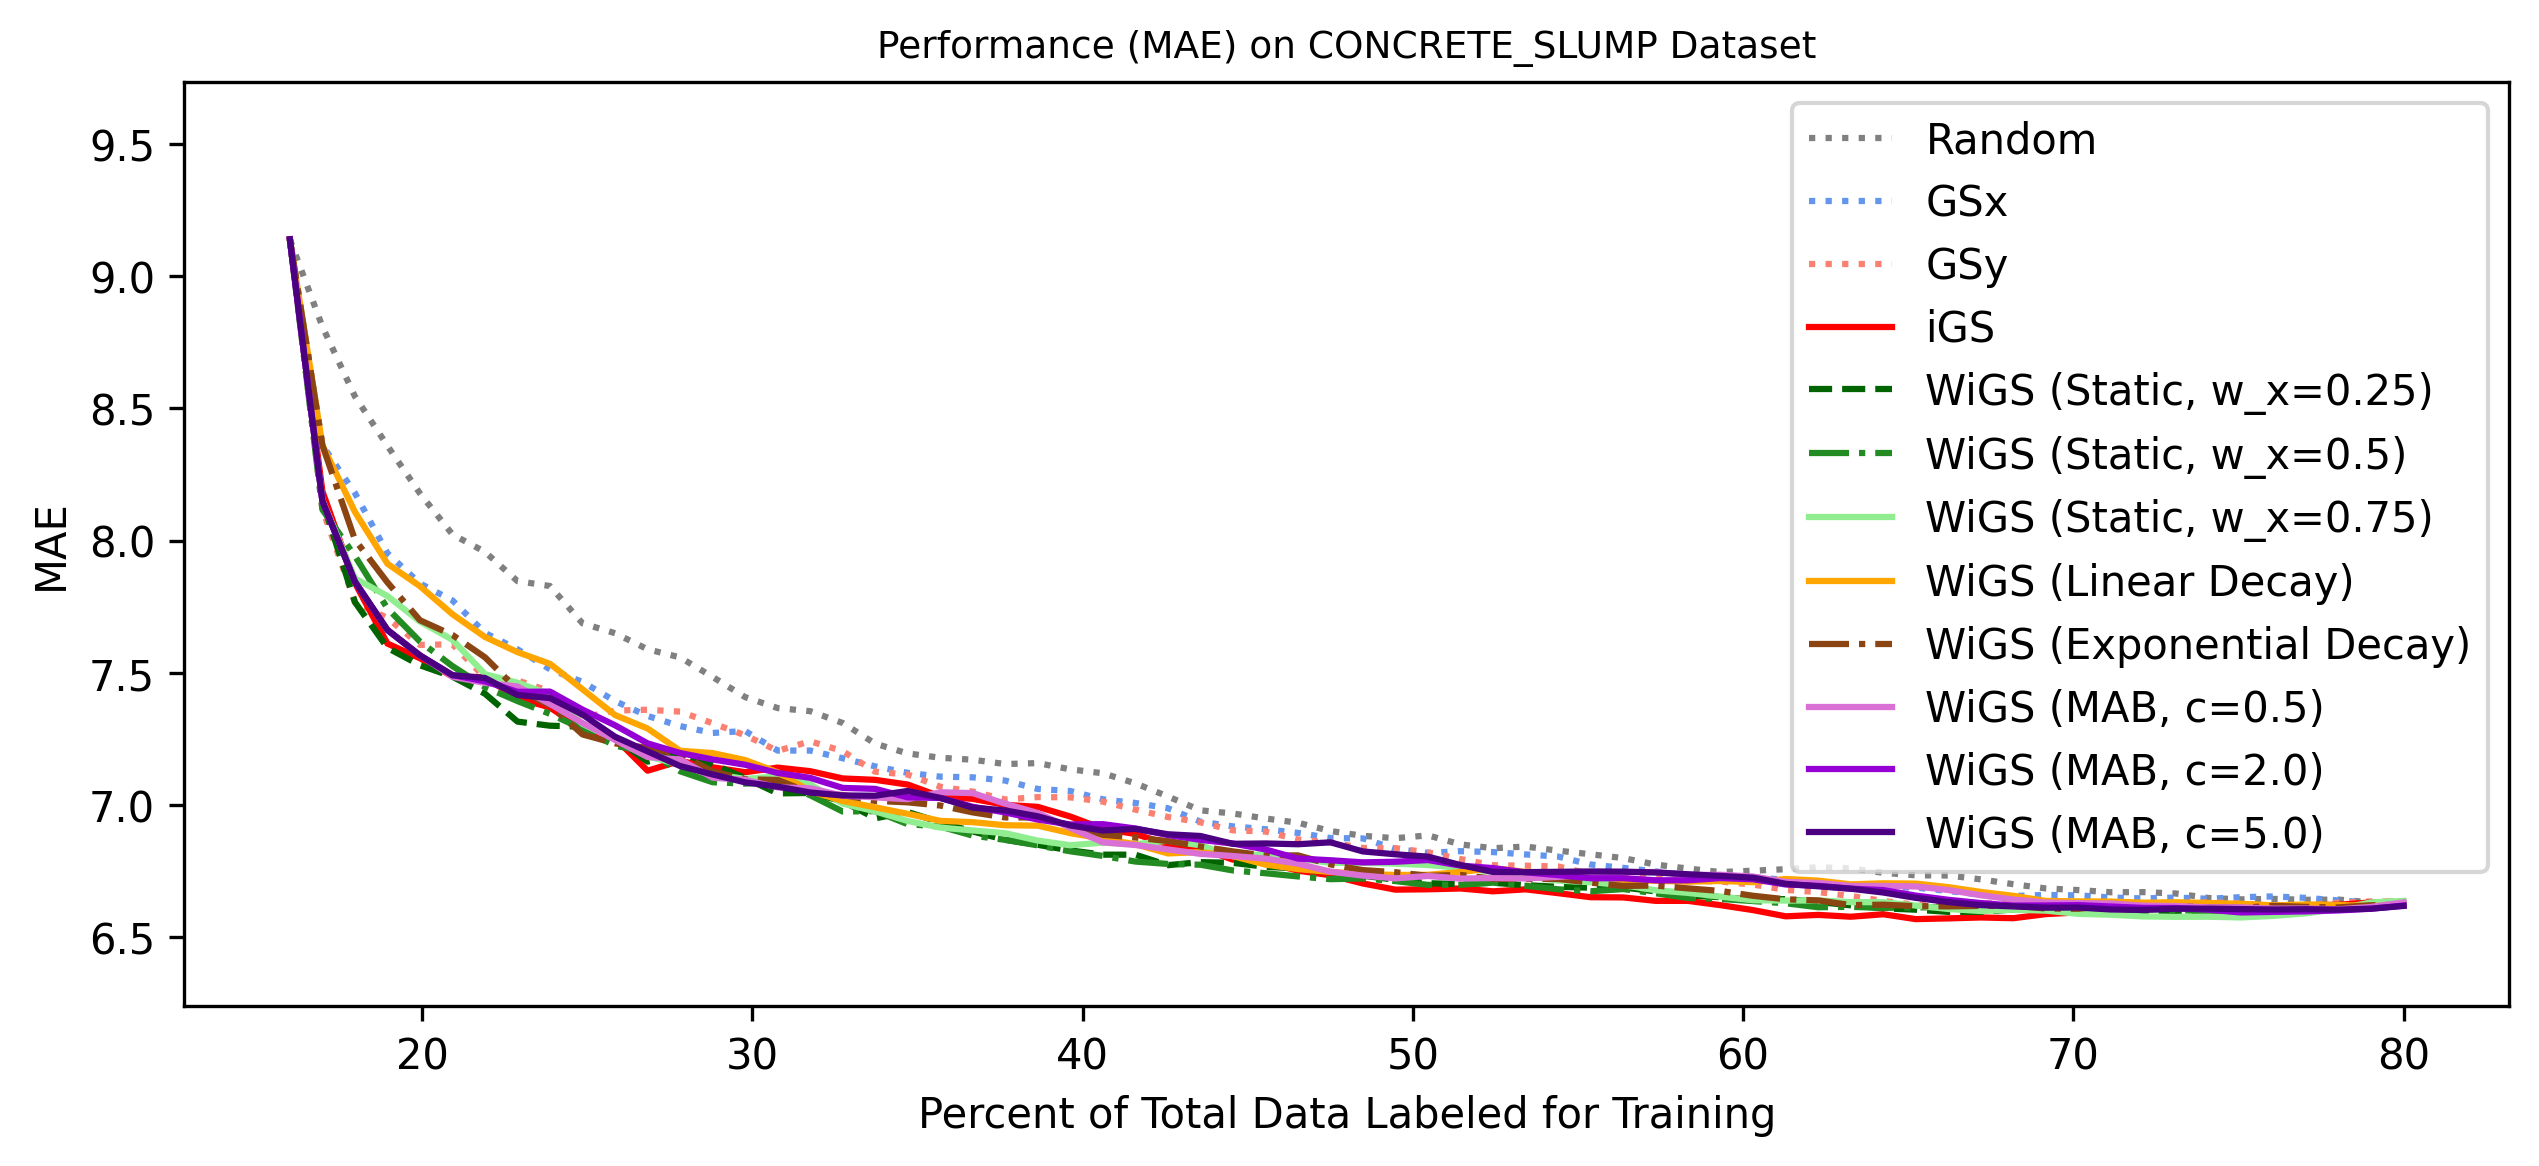 Performance (MAE) on CONCRETE_SLUMP Dataset
MAE
9.5
9.0
8.5
8.0
7.5
7.0
6.5
Random
GSx
GSy
iGS
WiGS (Static, w_x=0.25)
WiGS (Static, w_x=0.5)
WiGS (Static, w_x=0.75)
WiGS (Linear Decay)
WiGS (Exponential Decay)
WiGS (MAB, c=0.5)
WiGS (MAB, c=2.0)
WiGS (MAB, c=5.0)
20 30 40 50 60 70 80
Percent of Total Data Labeled for Training